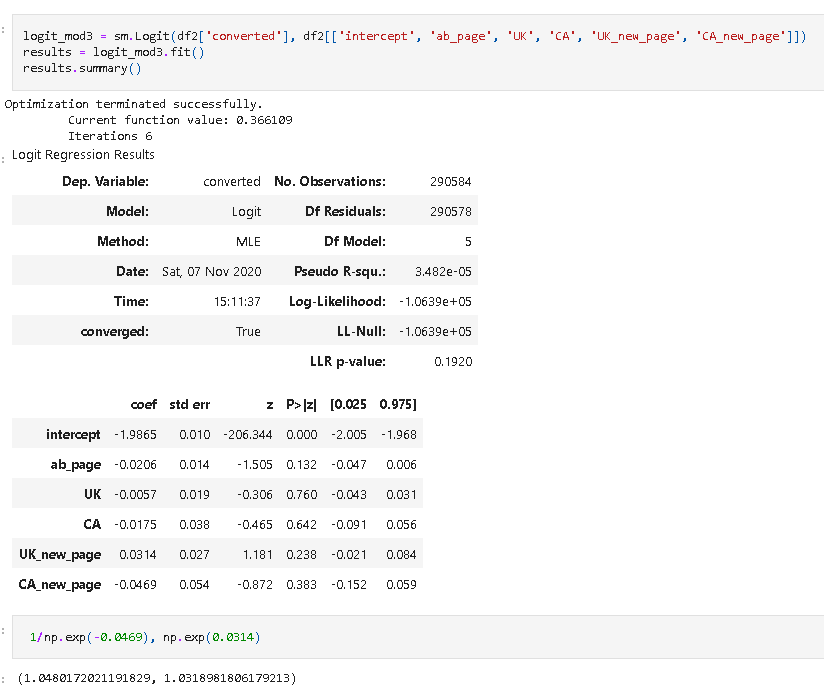 logit_mod3 = sm.Logit(df2['converted'], df2[['intercept', 'ab_page', 'UK', 'CA', 'UK_new_page', 'CA_new_page']])
results = logit_mod3.fit()
results.summary()
Optimization terminated successfully.
Current function value: 0.366109
Iterations 6
Logit Regression Results
Dep. Variable: converted No. Observations: 290584
Model: Logit Df Residuals: 290578
Method: MLE Df Model: 5
Date: Sat, 07 Nov 2020 Pseudo R-squ.: 3.482e-05
Time: 15:11:37 Log-Likelihood: -1.0639e+05
converged: True LL-Null: -1.0639e+05
LLR p-value: 0.1920
coef std err z P>|z| [0.025 0.975]
intercept -1.9865 0.010 -206.344 0.000 -2.005 -1.968
ab_page -0.0206 0.014 -1.505 0.132 -0.047 0.006
UK -0.0057 0.019 -0.306 0.760 -0.043 0.031
CA -0.0175 0.038 -0.465 0.642 -0.091 0.056
UK_new_page 0.0314 0.027 1.181 0.238 -0.021 0.084
CA_new_page -0.0469 0.054 -0.872 0.383 -0.152 0.059
1/np.exp(-0.0469), np.exp(0.0314)
(1.0480172021191829, 1.0318981806179213)